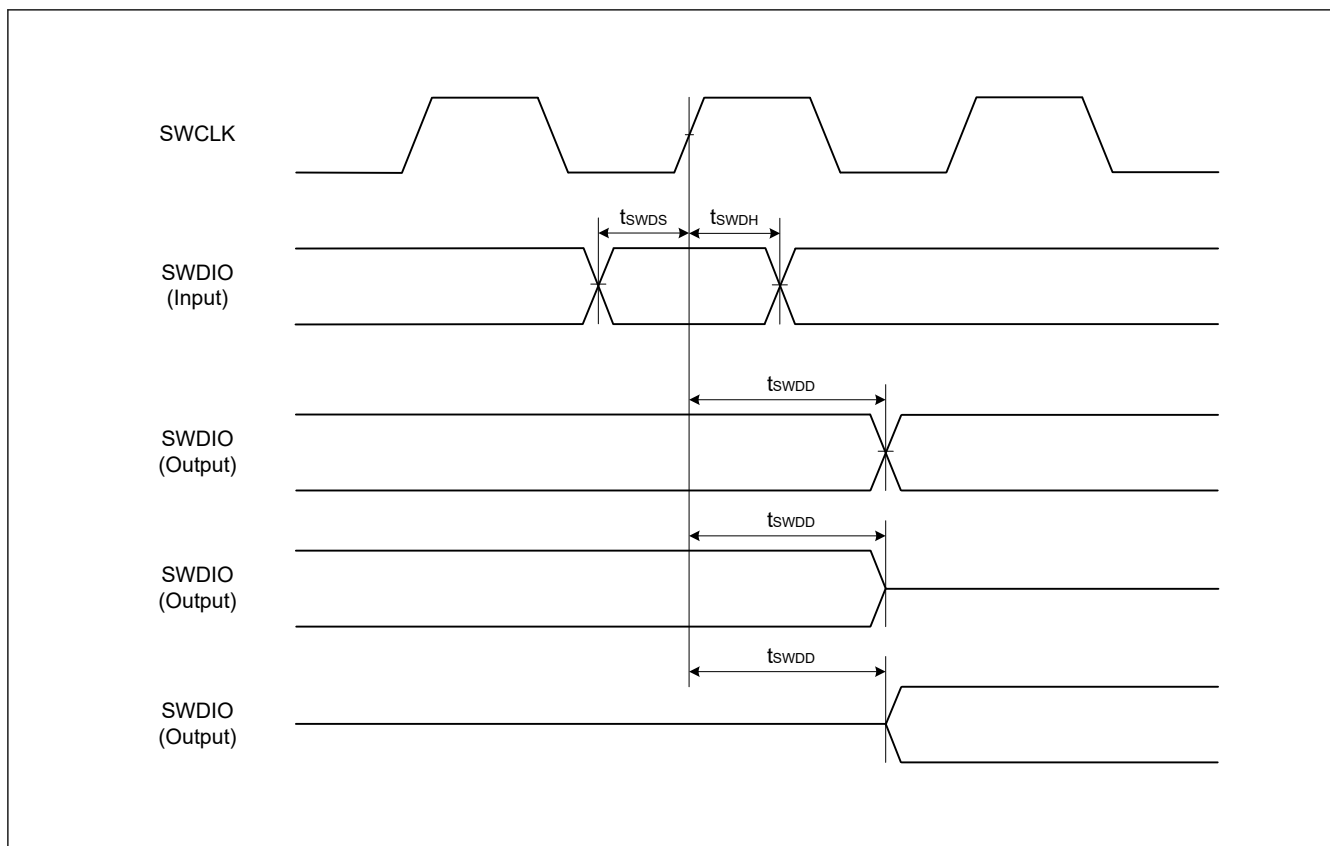 SWCLK
tSWDS
tSWDH
SWDIO
(Input)
tSWDD
SWDIO
(Output)
tSWDD
SWDIO
(Output)
tSWDD
SWDIO
(Output)